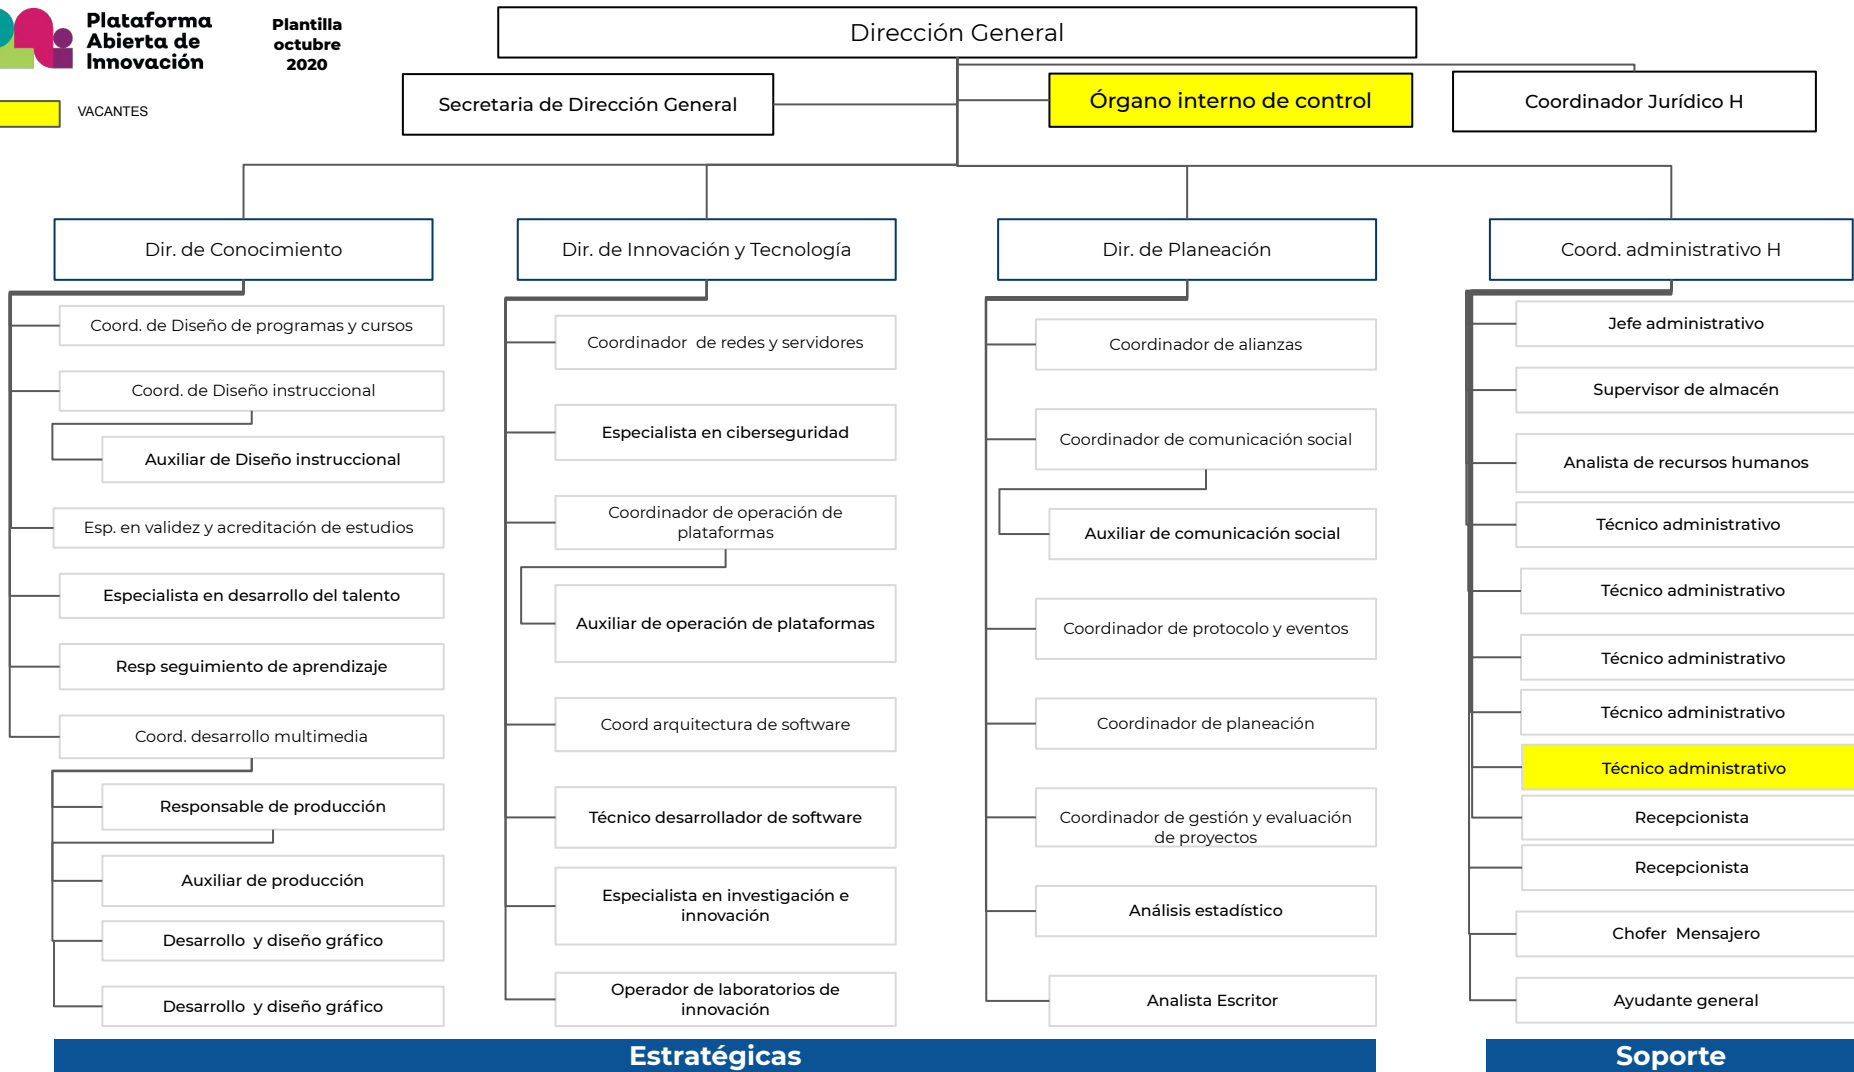 Plataforma
Abierta de
Innovación
Plantilla
octubre
2020
VACANTES
Dirección General
Secretaria de Dirección General
Órgano interno de control
Coordinador Jurídico H
Dir. de Conocimiento
Coord. de Diseño de programas y cursos
Coord. de Diseño instruccional
Auxiliar de Diseño instruccional
Esp. en validez y acreditación de estudios
Especialista en desarrollo del talento
Resp seguimiento de aprendizaje
Coord. desarrollo multimedia
Responsable de producción
Auxiliar de producción
Desarrollo y diseño gráfico
Desarrollo y diseño gráfico
Dir. de Innovación y Tecnología
Coordinador de redes y servidores
Especialista en ciberseguridad
Coordinador de operación de
plataformas
Auxiliar de operación de plataformas
Coord arquitectura de software
Técnico desarrollador de software
Especialista en investigación e
innovación
Operador de laboratorios de
innovación
Dir. de Planeación
Coordinador de alianzas
Coordinador de comunicación social
Auxiliar de comunicación social
Coordinador de protocolo y eventos
Coordinador de planeación
Coordinador de gestión y evaluación
de proyectos
Análisis estadístico
Analista Escritor
Coord. administrativo H
Jefe administrativo
Supervisor de almacén
Analista de recursos humanos
Técnico administrativo
Técnico administrativo
Técnico administrativo
Técnico administrativo
Técnico administrativo
Recepcionista
Recepcionista
Chofer Mensajero
Ayudante general
Estratégicas
Soporte